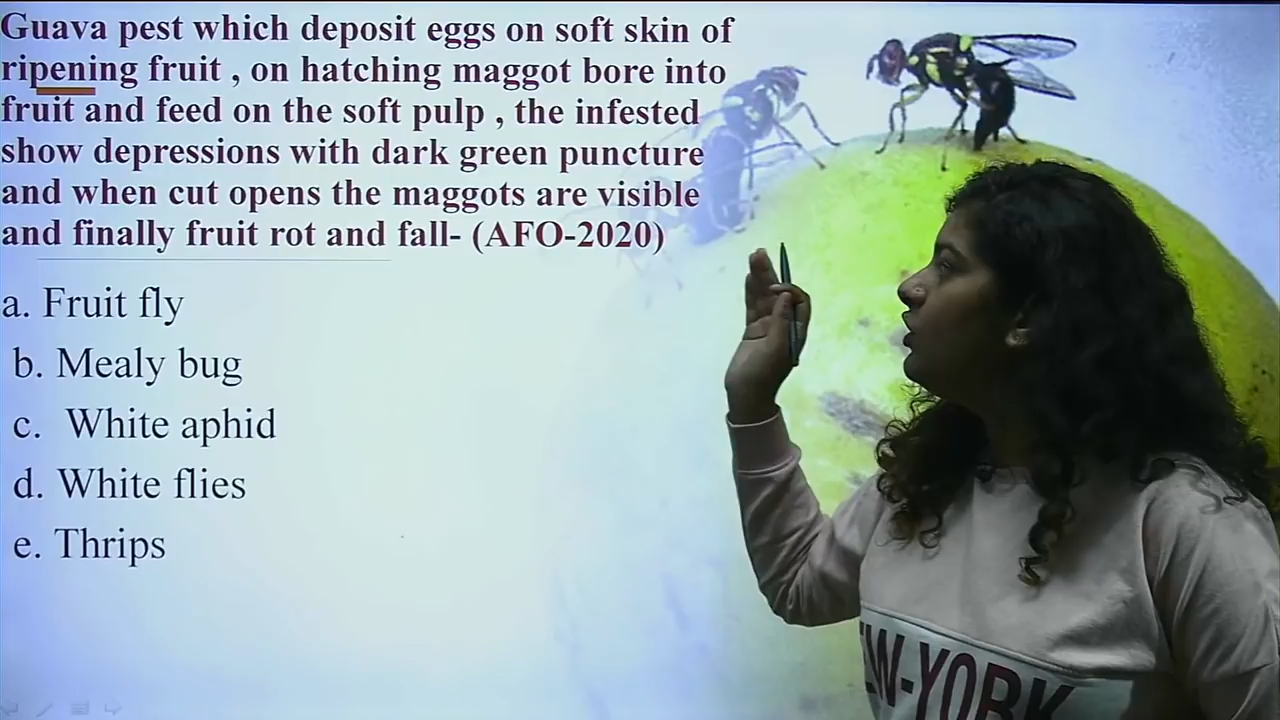 Guava pest which deposit eggs on soft skin of
ripening fruit , on hatching maggot bore into
fruit and feed on the soft pulp , the infested
show depressions with dark green puncture
and when cut opens the maggots are visible
and finally fruit rot and fall- (AFO-2020)
a. Fruit fly
b. Mealy bug
c. White aphid
d. White flies
e. Thrips
EW-YORK